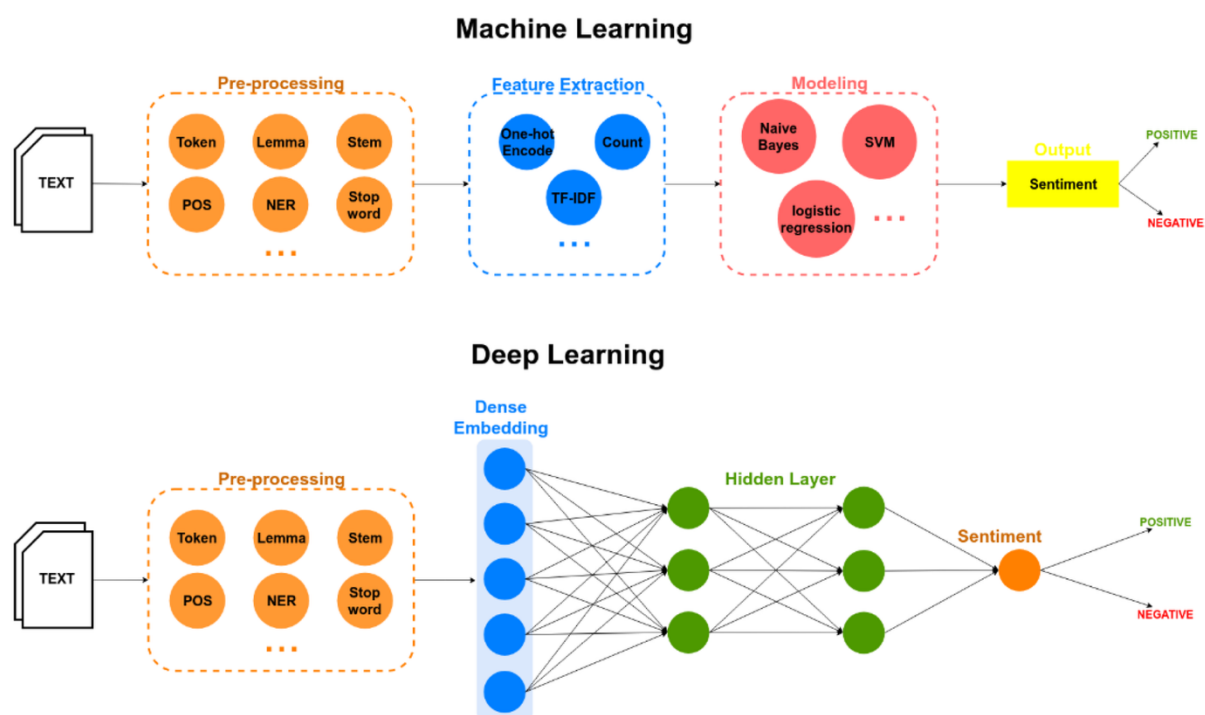 Machine Learning
Pre-processing
Feature Extraction
Modeling
TEXT
Token
Lemma
Stem
POS
NER
Stop
word
...
One-hot
Encode
Count
TF-IDF
...
Naive
Bayes
SVM
logistic
regression
...
Output
Sentiment
POSITIVE
NEGATIVE
Deep Learning
Dense
Embedding
Pre-processing
Hidden Layer
TEXT
Token
Lemma
Stem
POS
NER
Stop
word
...
Sentiment
POSITIVE
NEGATIVE